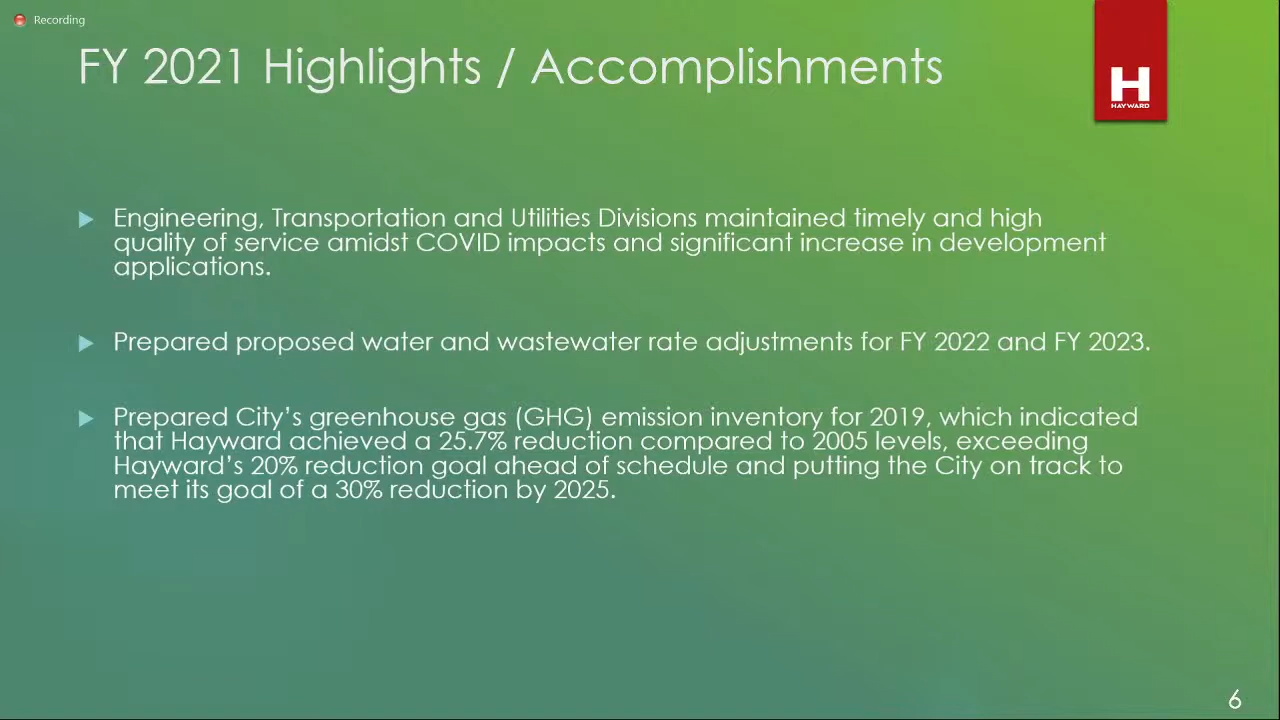 Recording
FY 2021 Highlights / Accomplishments
H
HAYWARD
Engineering, Transportation and Utilities Divisions maintained timely and high
quality of service amidst COVID impacts and significant increase in development
applications.
Prepared proposed water and wastewater rate adjustments for FY 2022 and FY 2023.
Prepared City’s greenhouse gas (GHG) emission inventory for 2019, which indicated
that Hayward achieved a 25.7% reduction compared to 2005 levels, exceeding
Hayward’s 20% reduction goal ahead of schedule and putting the City on track to
meet its goal of a 30% reduction by 2025.
6